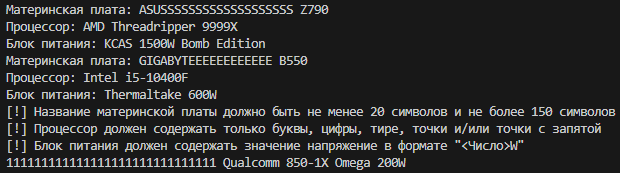 Материнская плата: ASUSSSSSSSSSSSSSSSSSSS Z790
Процессор: AMD Threadripper 9999X
Блок питания: KCAS 1500W Bomb Edition
Материнская плата: GIGABYTEEEEEEEEEEEE B550
Процессор: Intel i5-10400F
Блок питания: Thermaltake 600W
[!] Название материнской платы должно быть не менее 20 символов и не более 150 символов
[!] Процессор должен содержать только буквы, цифры, тире, точки и/или точки с запятой
[!] Блок питания должен содержать значение напряжение в формате "<Число>W"
1111111111111111111111111111111 Qualcomm 850-1X Omega 200W